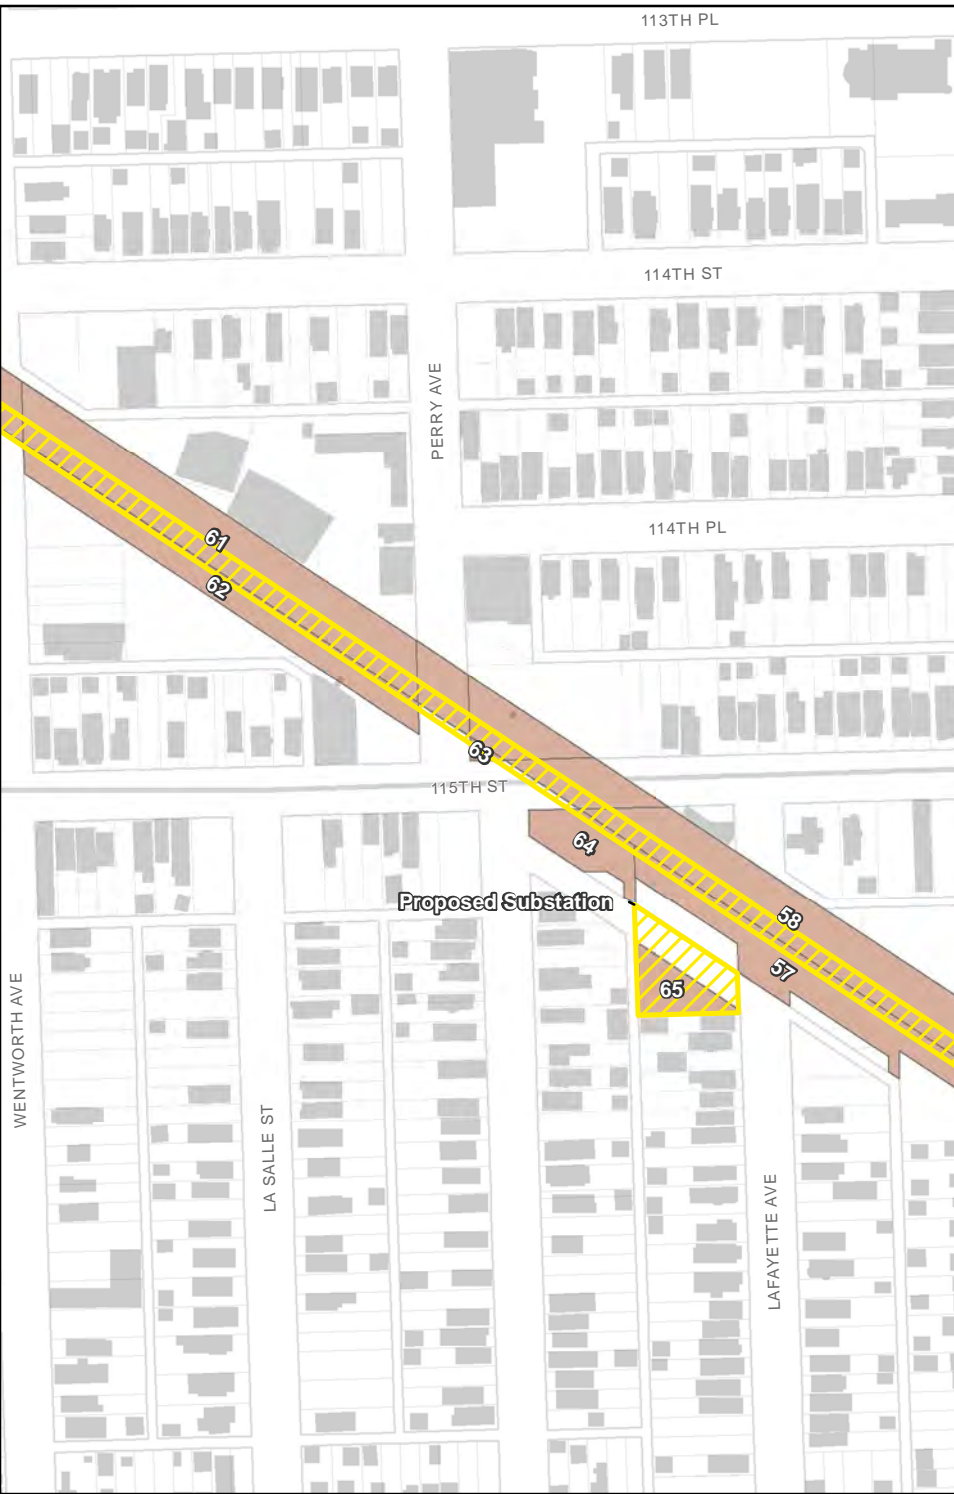 113TH PL
114TH ST
PERRY AVE
114TH PL
61
62
63
115TH ST
64
Proposed Substation
58
57
65
WENTWORTH AVE
LA SALLE ST
LAFAYETTE AVE